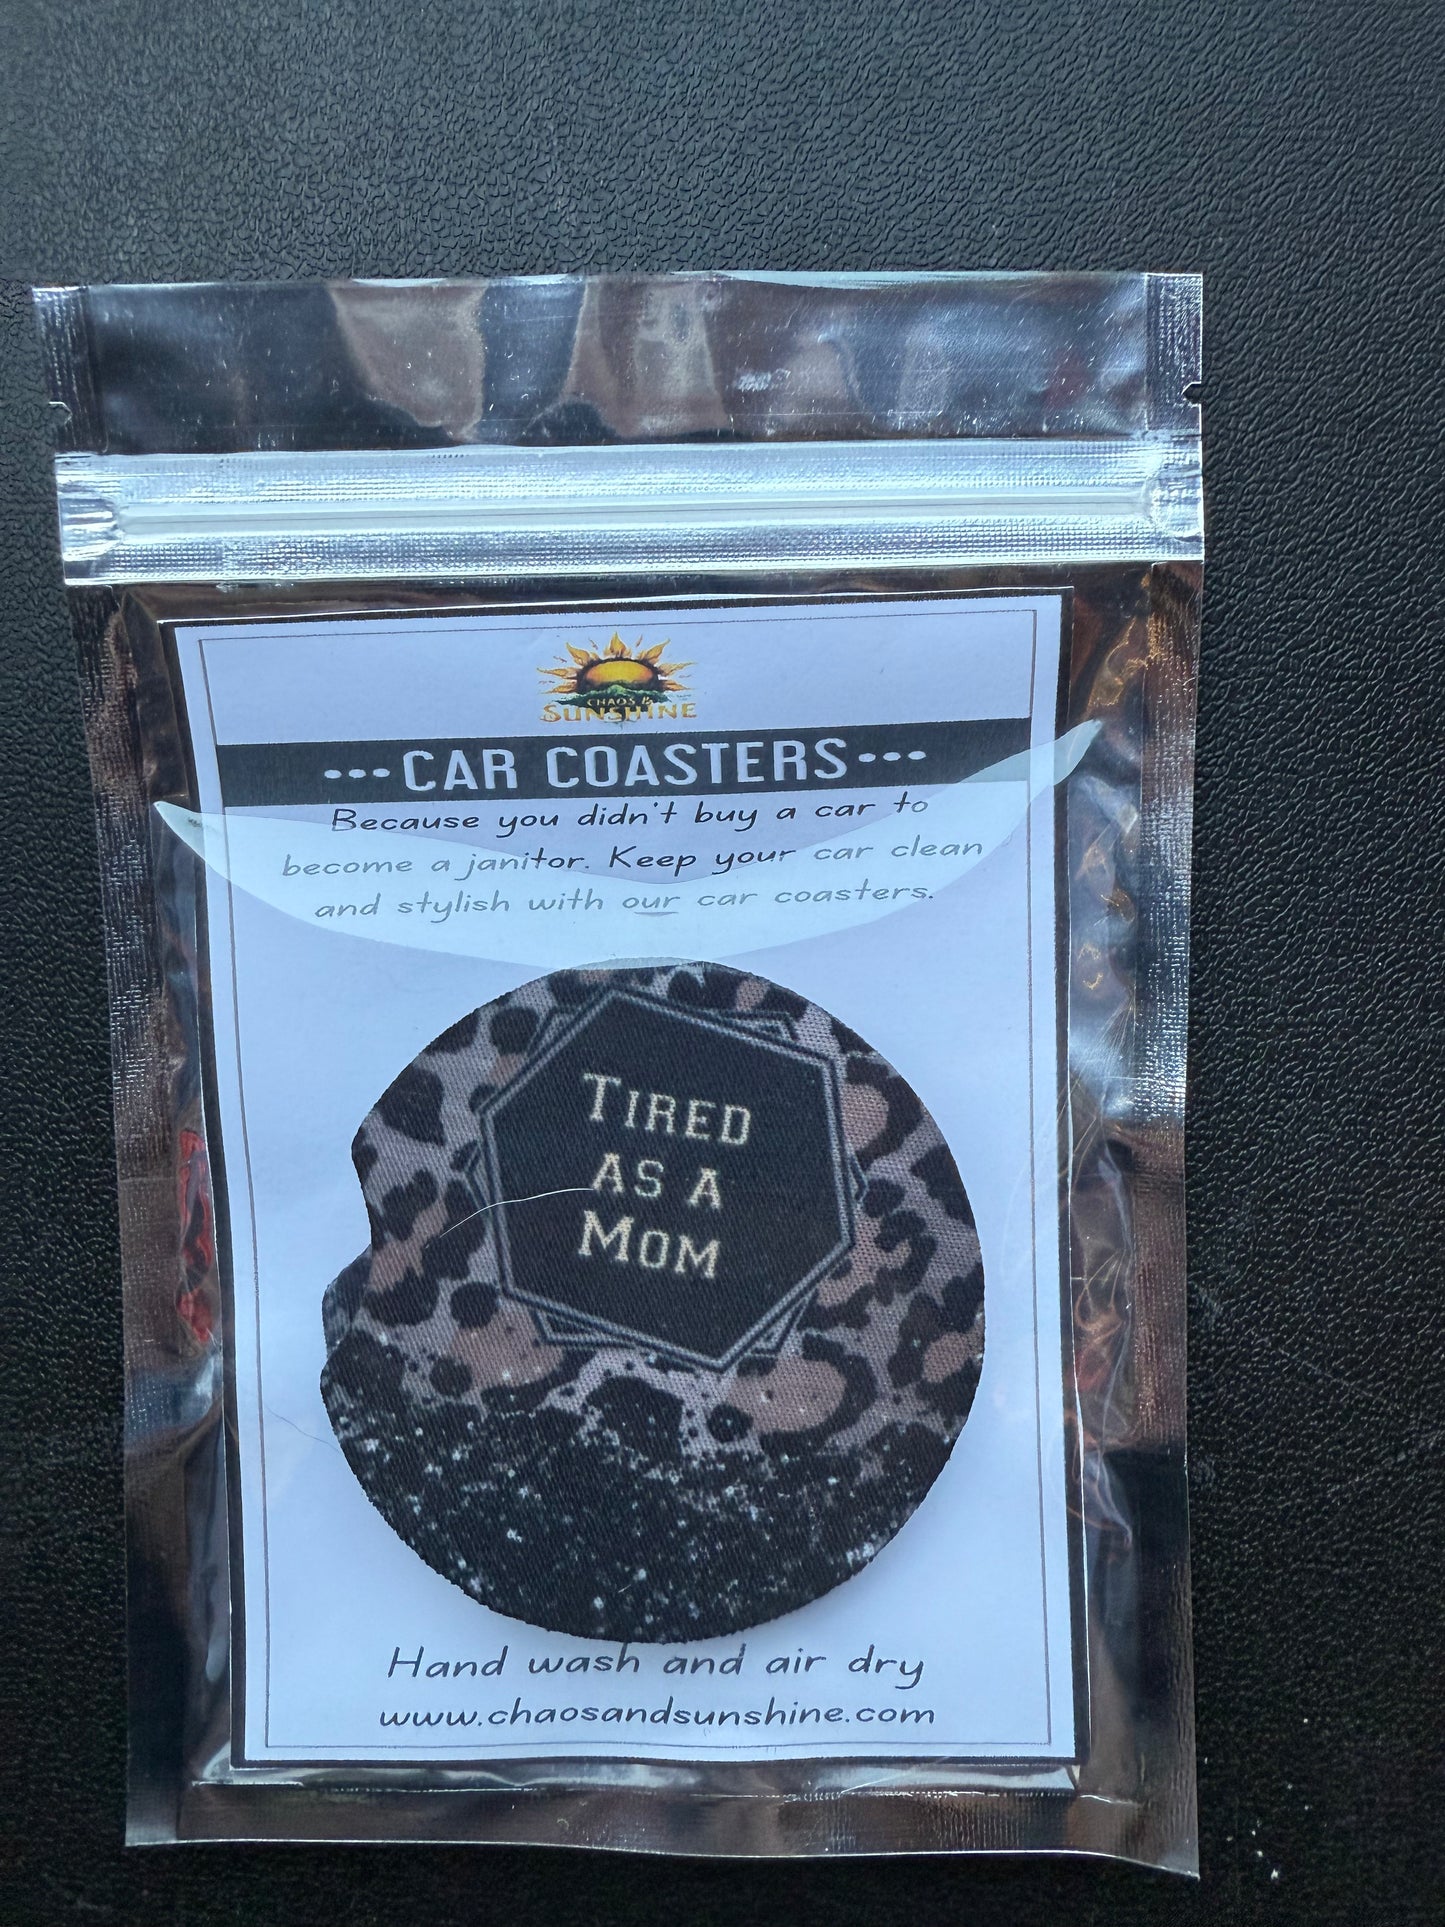 CHAOS &
SUNSHINE
•••CAR COASTERS•••
Because you didn't buy a car to
become a janitor. Keep your car clean
and stylish with our car coasters.
TIRED
AS A
MOM
Hand wash and air dry
www.chaosandsunshine.com